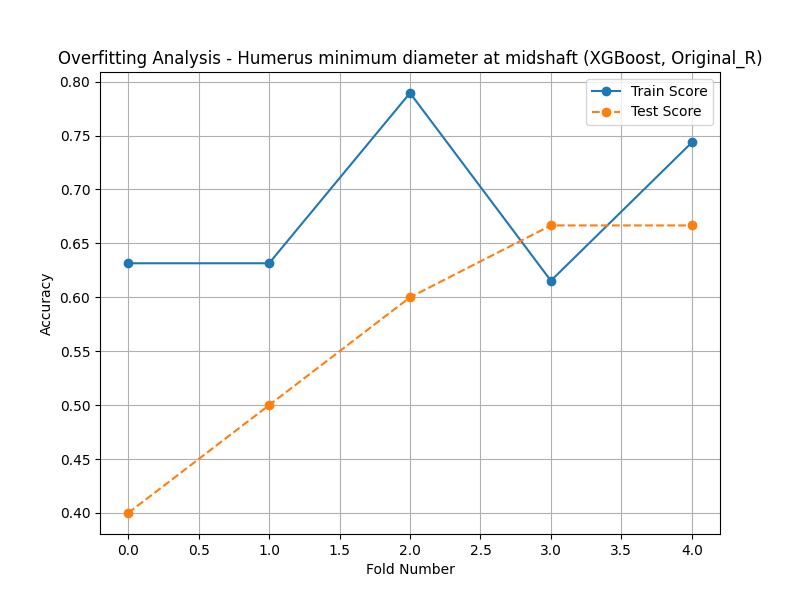 Overfitting Analysis - Humerus minimum diameter at midshaft (XGBoost, Original_R)
Train Score
Test Score
Accuracy
0.80
0.75
0.70
0.65
0.60
0.55
0.50
0.45
0.40
0.0 0.5 1.0 1.5 2.0 2.5 3.0 3.5 4.0
Fold Number